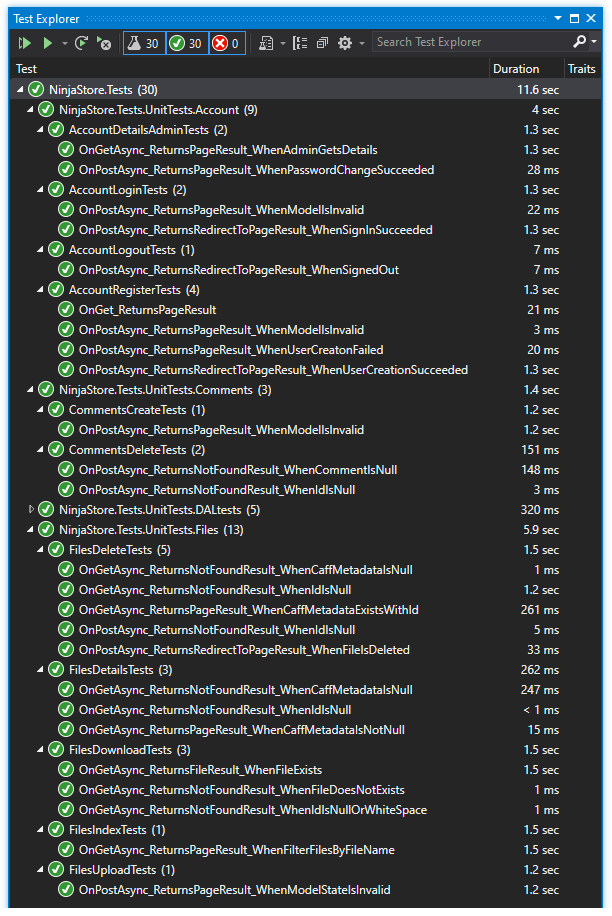 Test Explorer
30 30 0 Search Test Explorer
Test Duration Traits
NinjaStore.Tests (30) 11.6 sec
NinjaStore.Tests.UnitTests.Account (9) 4 sec
AccountDetailsAdminTests (2) 1.3 sec
OnGetAsync_ReturnsPageResult_WhenAdminGetsDetails 1.3 sec
OnPostAsync_ReturnsPageResult_WhenPasswordChangeSucceeded 28 ms
AccountLoginTests (2) 1.3 sec
OnPostAsync_ReturnsPageResult_WhenModelIsInvalid 22 ms
OnPostAsync_ReturnsRedirectToPageResult_WhenSignInSucceeded 1.3 sec
AccountLogoutTests (1) 7 ms
OnPostAsync_ReturnsRedirectToPageResult_WhenSignedOut 7 ms
AccountRegisterTests (4) 1.3 sec
OnGet_ReturnsPageResult 21 ms
OnPostAsync_ReturnsPageResult_WhenModelIsInvalid 3 ms
OnPostAsync_ReturnsPageResult_WhenUserCreatonFailed 20 ms
OnPostAsync_ReturnsRedirectToPageResult_WhenUserCreationSucceeded 1.3 sec
NinjaStore.Tests.UnitTests.Comments (3) 1.4 sec
CommentsCreateTests (1) 1.2 sec
OnPostAsync_ReturnsPageResult_WhenModelIsInvalid 1.2 sec
CommentsDeleteTests (2) 151 ms
OnPostAsync_ReturnsNotFoundResult_WhenCommentIsNull 148 ms
OnPostAsync_ReturnsNotFoundResult_WhenIdIsNull 3 ms
NinjaStore.Tests.UnitTests.DALtests (5) 320 ms
NinjaStore.Tests.UnitTests.Files (13) 5.9 sec
FilesDeleteTests (5) 1.5 sec
OnGetAsync_ReturnsNotFoundResult_WhenCaffMetadataIsNull 1 ms
OnGetAsync_ReturnsNotFoundResult_WhenIdIsNull 1.2 sec
OnGetAsync_ReturnsPageResult_WhenCaffMetadataExistsWithId 261 ms
OnPostAsync_ReturnsNotFoundResult_WhenIdIsNull 5 ms
OnPostAsync_ReturnsRedirectToPageResult_WhenFileIsDeleted 33 ms
FilesDetailsTests (3) 262 ms
OnGetAsync_ReturnsNotFoundResult_WhenCaffMetadataIsNull 247 ms
OnGetAsync_ReturnsNotFoundResult_WhenIdIsNull < 1 ms
OnGetAsync_ReturnsPageResult_WhenCaffMetadataIsNotNull 15 ms
FilesDownloadTests (3) 1.5 sec
OnGetAsync_ReturnsFileResult_WhenFileExists 1.5 sec
OnGetAsync_ReturnsNotFoundResult_WhenFileDoesNotExists 1 ms
OnGetAsync_ReturnsNotFoundResult_WhenIdIsNullOrWhiteSpace 1 ms
FilesIndexTests (1) 1.5 sec
OnGetAsync_ReturnsPageResult_WhenFilterFilesByFileName 1.5 sec
FilesUploadTests (1) 1.2 sec
OnPostAsync_ReturnsPageResult_WhenModelStateIsInvalid 1.2 sec